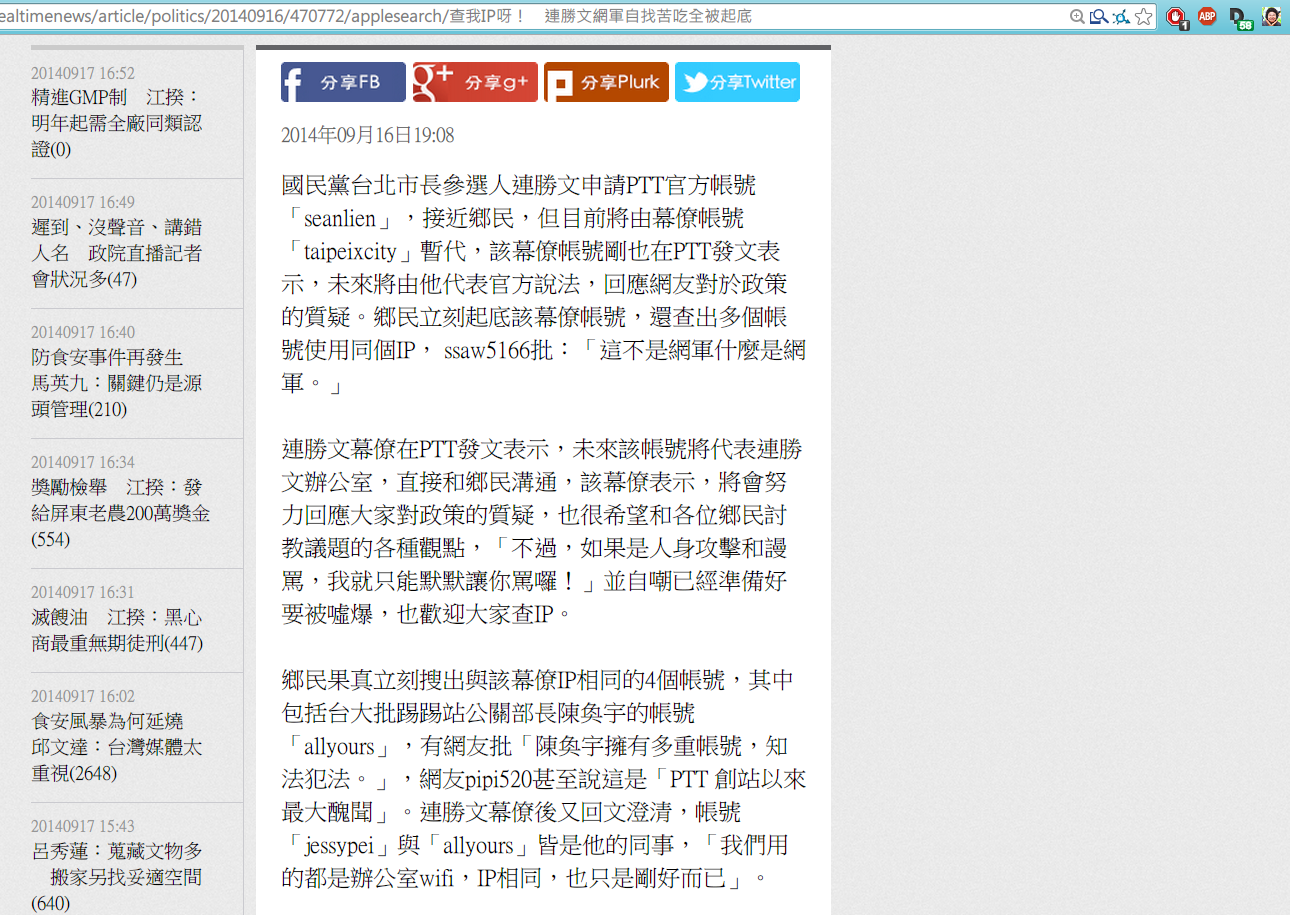 ealtimenews/article/politics/20140916/470772/applesearch/查我IP呀！　連勝文網軍自找苦吃全被起底
1
ABP
58
20140917 16:52
精進GMP制　江揆：
明年起需全廠同類認
證(0)
20140917 16:49
遲到、沒聲音、講錯
人名　政院直播記者
會狀況多(47)
20140917 16:40
防食安事件再發生
馬英九：關鍵仍是源
頭管理(210)
20140917 16:34
獎勵檢舉　江揆：發
給屏東老農200萬獎金
(554)
20140917 16:31
滅餿油　江揆：黑心
商最重無期徒刑(447)
20140917 16:02
食安風暴為何延燒
邱文達：台灣媒體太
重視(2648)
20140917 15:43
呂秀蓮：蒐藏文物多
　搬家另找妥適空間
(640)
分享FB
分享g+
分享Plurk
分享Twitter
2014年09月16日19:08
國民黨台北市長參選人連勝文申請PTT官方帳號
「seanlien」，接近鄉民，但目前將由幕僚帳號
「taipeixcity」暫代，該幕僚帳號剛也在PTT發文表
示，未來將由他代表官方說法，回應網友對於政策
的質疑。鄉民立刻起底該幕僚帳號，還查出多個帳
號使用同個IP， ssaw5166批：「這不是網軍什麼是網
軍。」
連勝文幕僚在PTT發文表示，未來該帳號將代表連勝
文辦公室，直接和鄉民溝通，該幕僚表示，將會努
力回應大家對政策的質疑，也很希望和各位鄉民討
教議題的各種觀點，「不過，如果是人身攻擊和謾
罵，我就只能默默讓你罵囉！」並自嘲已經準備好
要被噓爆，也歡迎大家查IP。
鄉民果真立刻搜出與該幕僚IP相同的4個帳號，其中
包括台大批踢踢站公關部長陳奐宇的帳號
「allyours」，有網友批「陳奐宇擁有多重帳號，知
法犯法。」，網友pipi520甚至說這是「PTT 創站以來
最大醜聞」。連勝文幕僚後又回文澄清，帳號
「jessypei」與「allyours」皆是他的同事，「我們用
的都是辦公室wifi，IP相同，也只是剛好而已」。